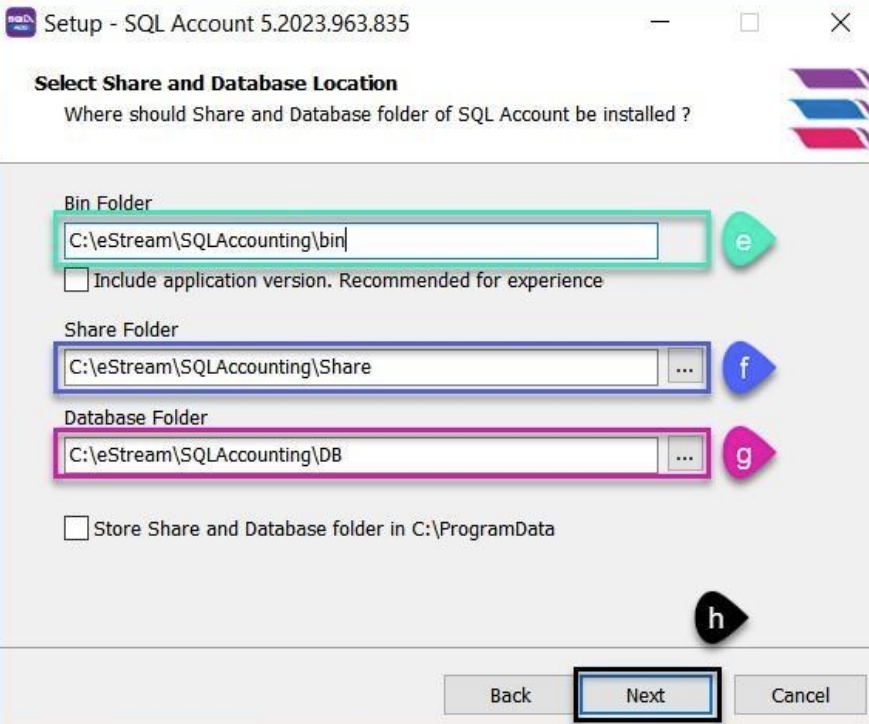 Setup - SQL Account 5.2023.963.835
Select Share and Database Location
Where should Share and Database folder of SQL Account be installed ?
Bin Folder
C:\eStream\SQLAccounting\bin
e
Include application version. Recommended for experience
Share Folder
C:\eStream\SQLAccounting\Share
...
f
Database Folder
C:\eStream\SQLAccounting\DB
...
g
Store Share and Database folder in C:\ProgramData
h
Back Next Cancel